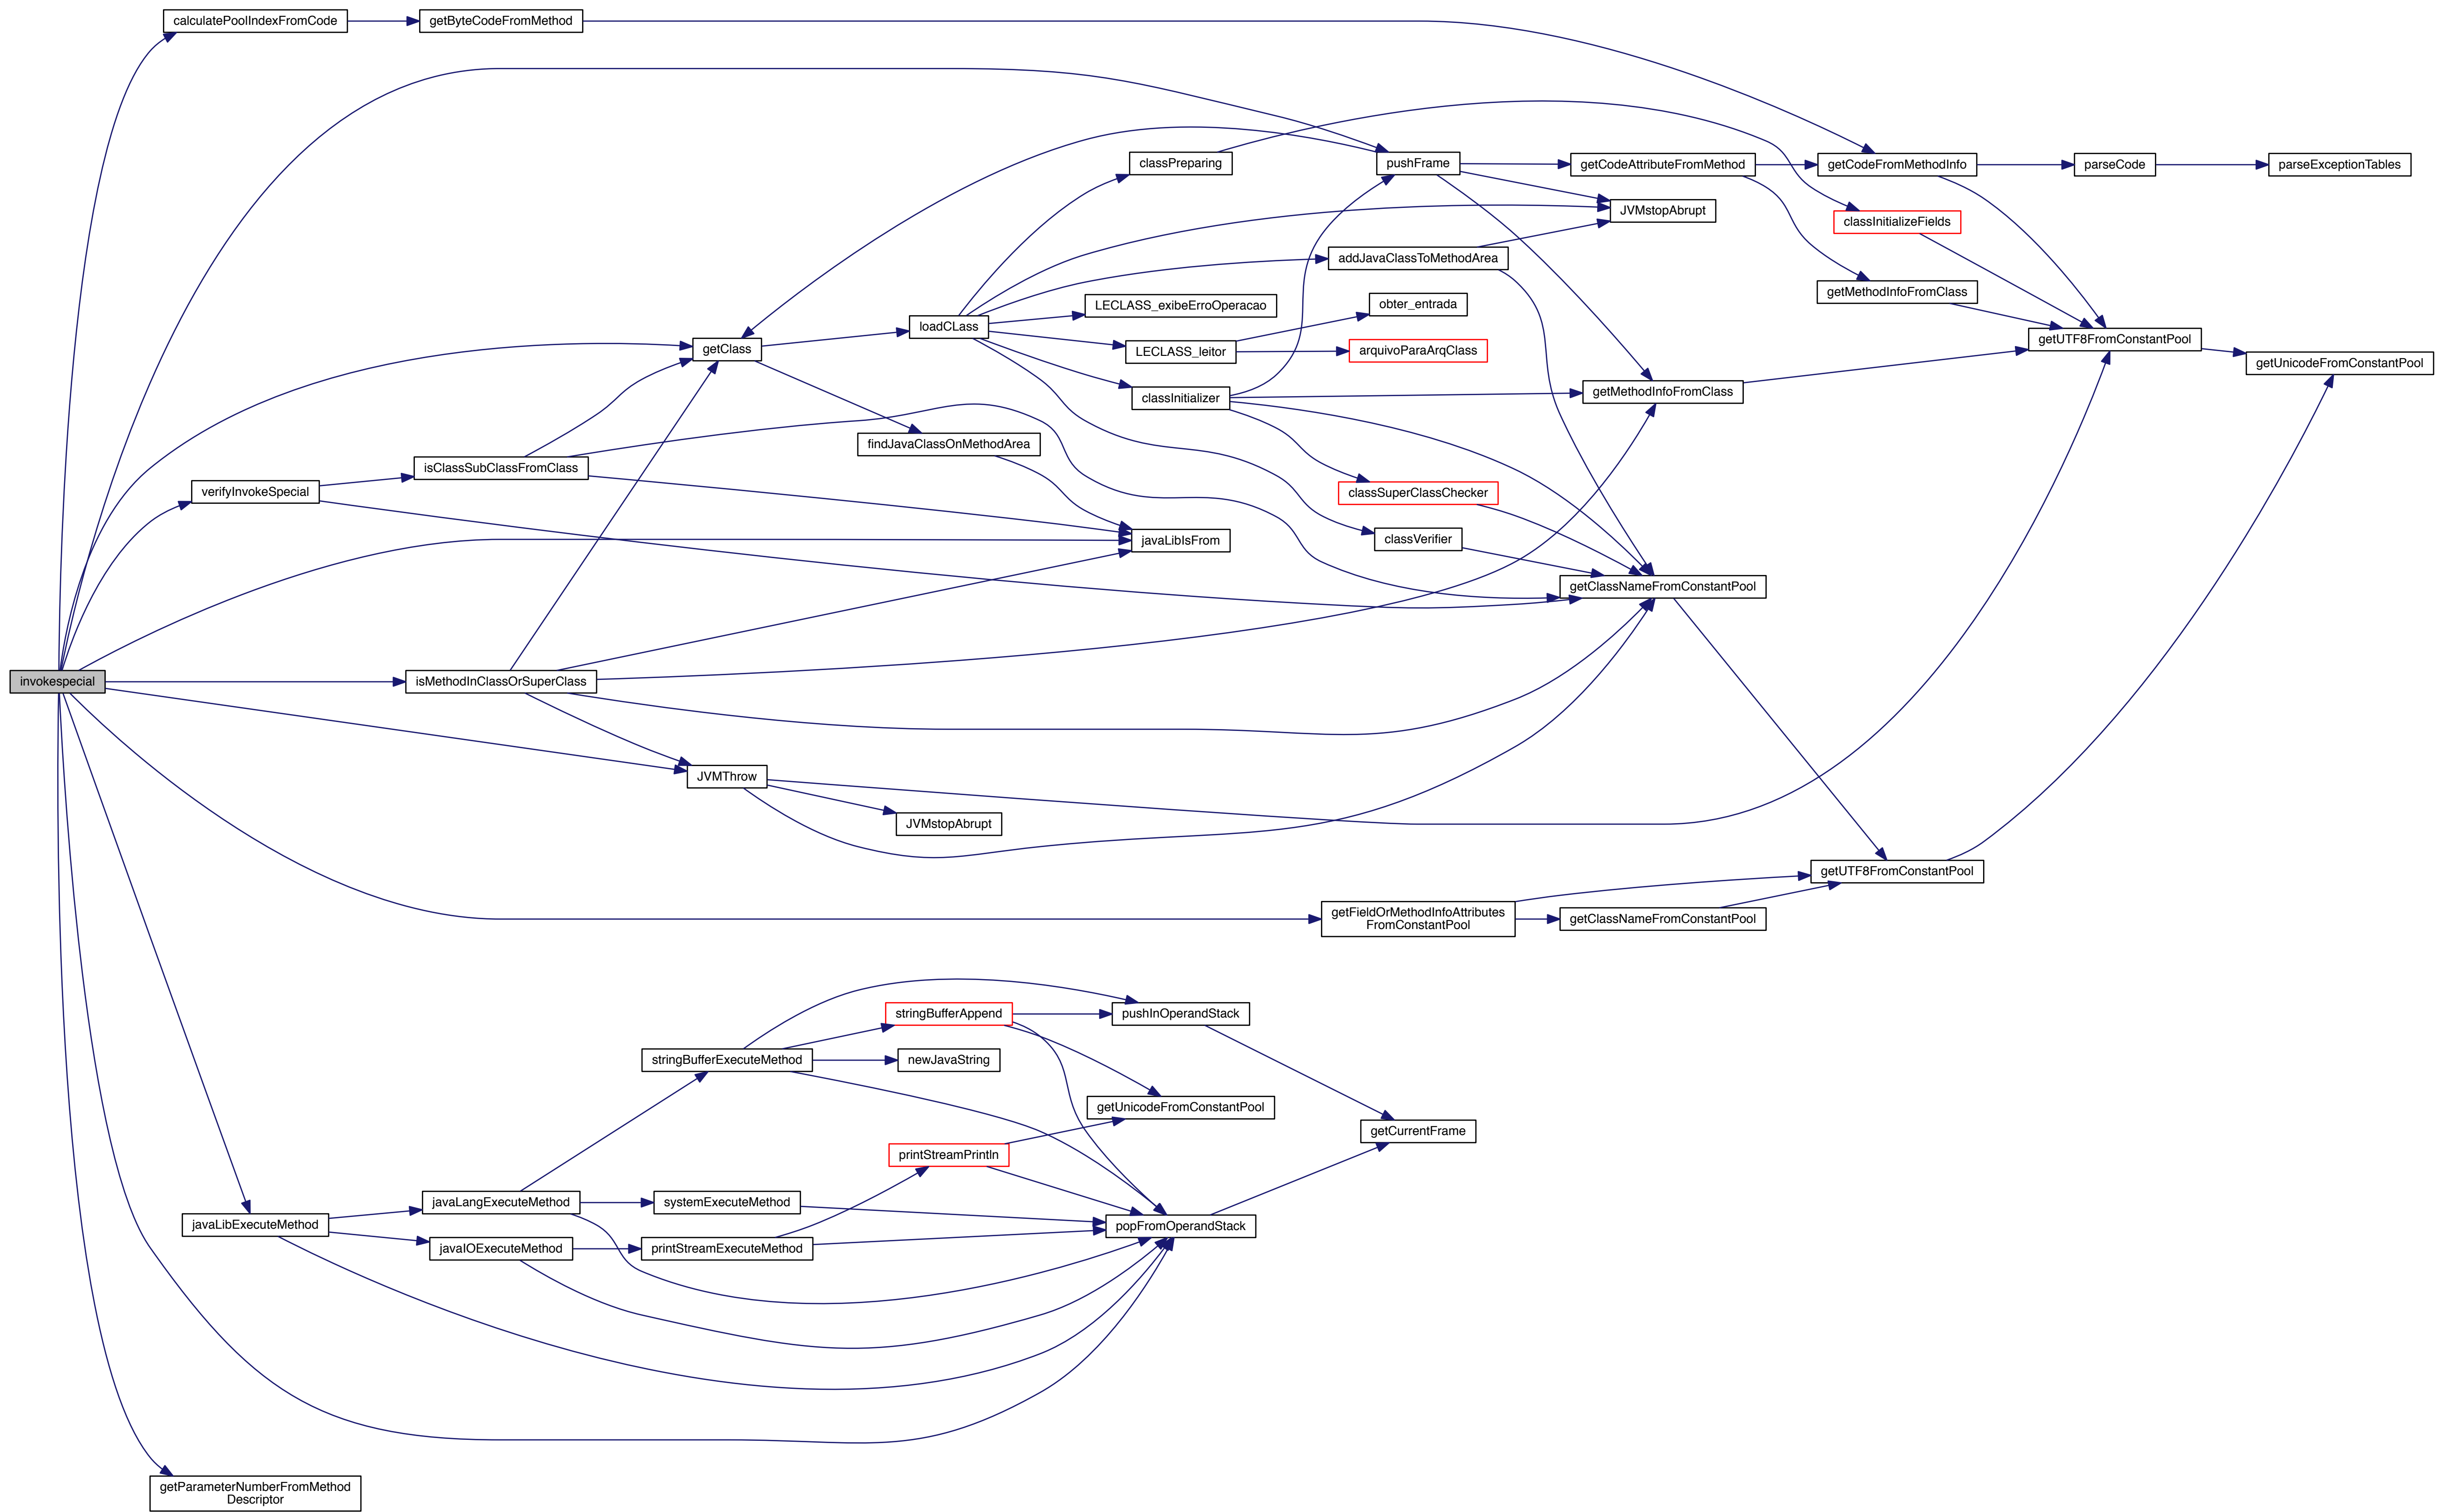 calculatePoolIndexFromCode
getByteCodeFromMethod
classPreparing
pushFrame
getCodeAttributeFromMethod
getCodeFromMethodInfo
parseCode
parseExceptionTables
JVMstopAbrupt
classInitializeFields
addJavaClassToMethodArea
getMethodInfoFromClass
LECLASS_exibeErroOperacao
obter_entrada
loadCLass
getUTF8FromConstantPool
getClass
LECLASS_leitor
arquivoParaArqClass
getUnicodeFromConstantPool
classInitializer
getMethodInfoFromClass
findJavaClassOnMethodArea
isClassSubClassFromClass
verifyInvokeSpecial
classSuperClassChecker
javaLibIsFrom
classVerifier
getClassNameFromConstantPool
invokespecial
isMethodInClassOrSuperClass
JVMThrow
JVMstopAbrupt
getUTF8FromConstantPool
getFieldOrMethodInfoAttributes
FromConstantPool
getClassNameFromConstantPool
stringBufferAppend
pushInOperandStack
stringBufferExecuteMethod
newJavaString
getUnicodeFromConstantPool
getCurrentFrame
printStreamPrintln
javaLangExecuteMethod
systemExecuteMethod
javaLibExecuteMethod
popFromOperandStack
javaIOExecuteMethod
printStreamExecuteMethod
getParameterNumberFromMethod
Descriptor